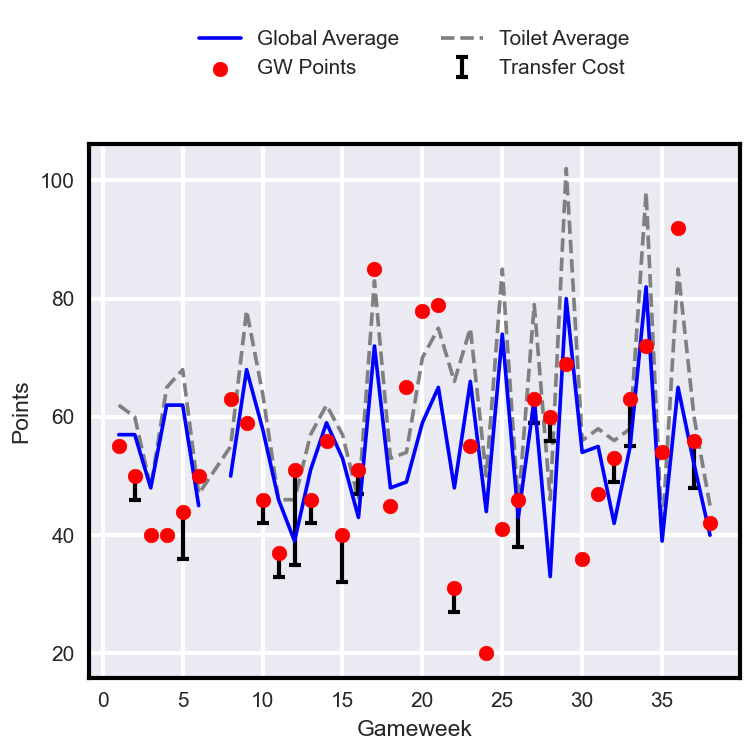 Global Average
Toilet Average
GW Points
Transfer Cost
100
80
60
40
20
Points
0 5 10 15 20 25 30 35
Gameweek